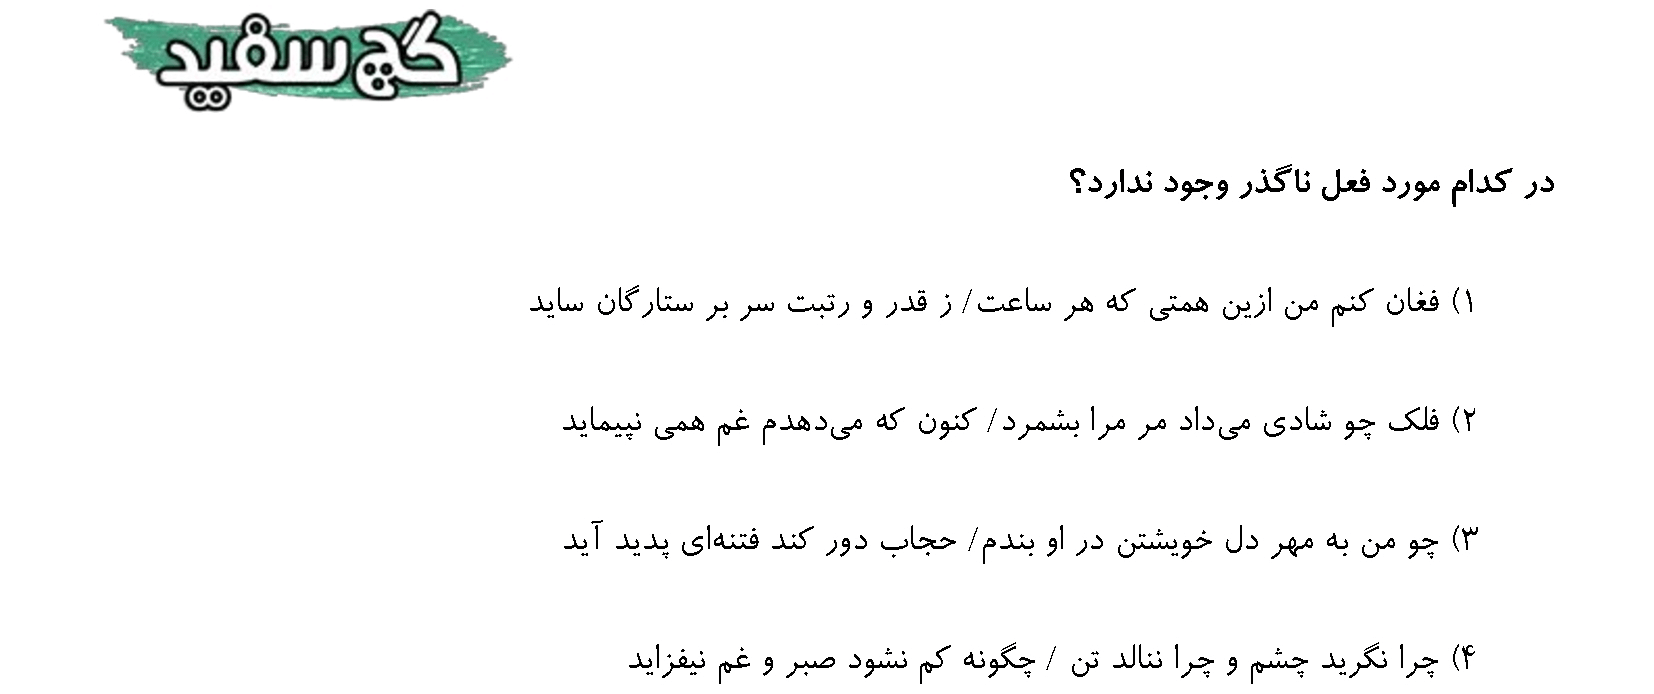 گچ سفید
در کدام مورد فعل ناگذر وجود ندارد؟
۱) فغان کنم من ازین همتی که هر ساعت/ ز قدر و رتبت سر بر ستارگان ساید
۲) فلک چو شادی می‌داد مر مرا بشمرد/ کنون که می‌دهدم غم همی نپیماید
۳) چو من به مهر دل خویشتن در او بندم/ حجاب دور کند فتنه‌ای پدید آید
۴) چرا نگرید چشم و چرا ننالد تن / چگونه کم نشود صبر و غم نیفزاید